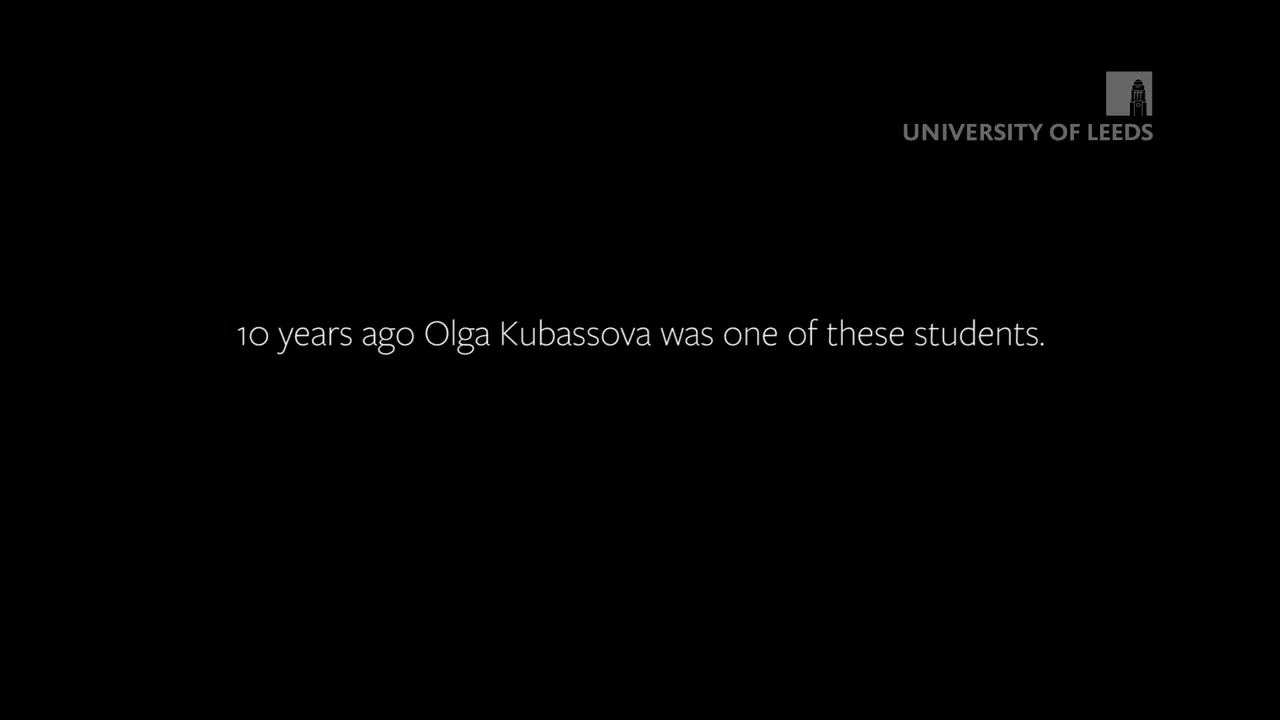 UNIVERSITY OF LEEDS
10 years ago Olga Kubassova was one of these students.